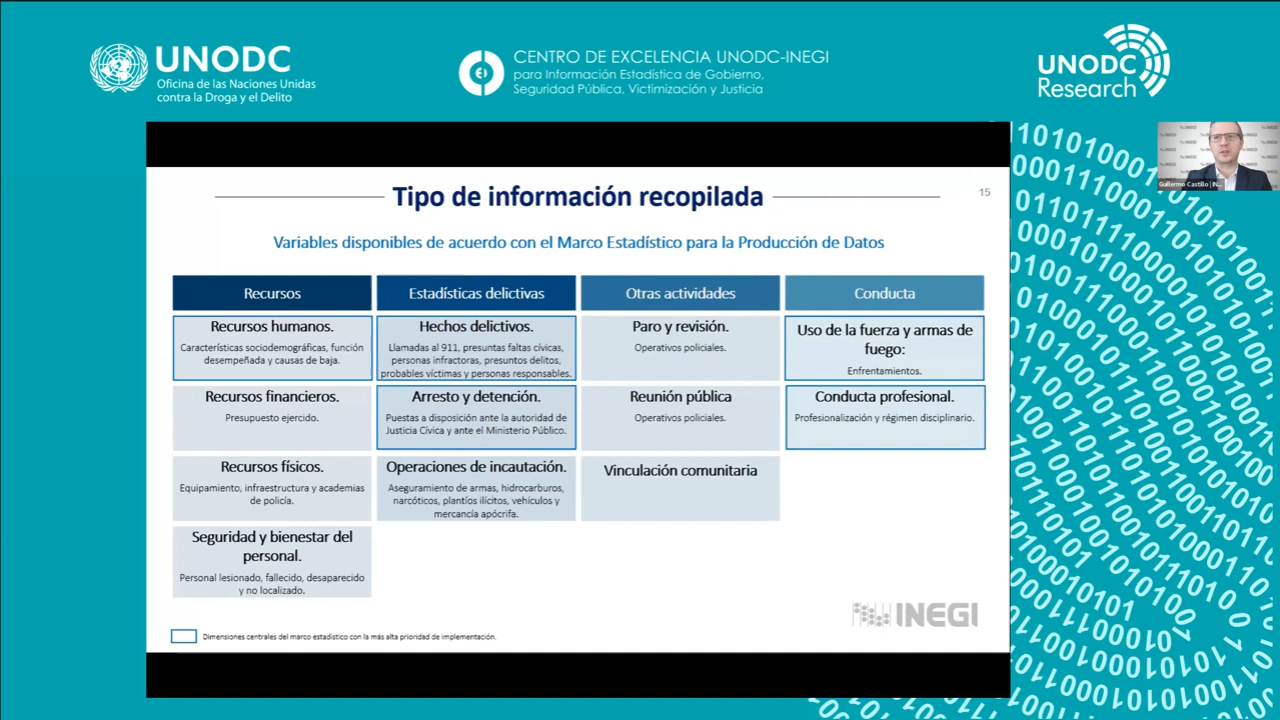 UNODC
Oficina de las Naciones Unidas
contra la Droga y el Delito
CENTRO DE EXCELENCIA UNODC-INEGI
para Información Estadística de Gobierno,
Seguridad Pública, Victimización y Justicia
UNODC
Research
Guillermo Castillo | IN...
Tipo de información recopilada
15
Variables disponibles de acuerdo con el Marco Estadístico para la Producción de Datos
Recursos
Estadísticas delictivas
Otras actividades
Conducta
Recursos humanos.
Características sociodemográficas, función
desempeñada y causas de baja.
Hechos delictivos.
Llamadas al 911, presuntas faltas cívicas,
personas infractoras, presuntos delitos,
probables víctimas y personas responsables.
Paro y revisión.
Operativos policiales.
Uso de la fuerza y armas de
fuego:
Enfrentamientos.
Recursos financieros.
Presupuesto ejercido.
Arresto y detención.
Puestas a disposición ante la autoridad de
Justicia Cívica y ante el Ministerio Público.
Reunión pública
Operativos policiales.
Conducta profesional.
Profesionalización y régimen disciplinario.
Recursos físicos.
Equipamiento, infraestructura y academias
de policía.
Operaciones de incautación.
Aseguramiento de armas, hidrocarburos,
narcóticos, plantíos ilícitos, vehículos y
mercancía apócrifa.
Vinculación comunitaria
Seguridad y bienestar del
personal.
Personal lesionado, fallecido, desaparecido
y no localizado.
INEGI
Dimensiones centrales del marco estadístico con la más alta prioridad de implementación.